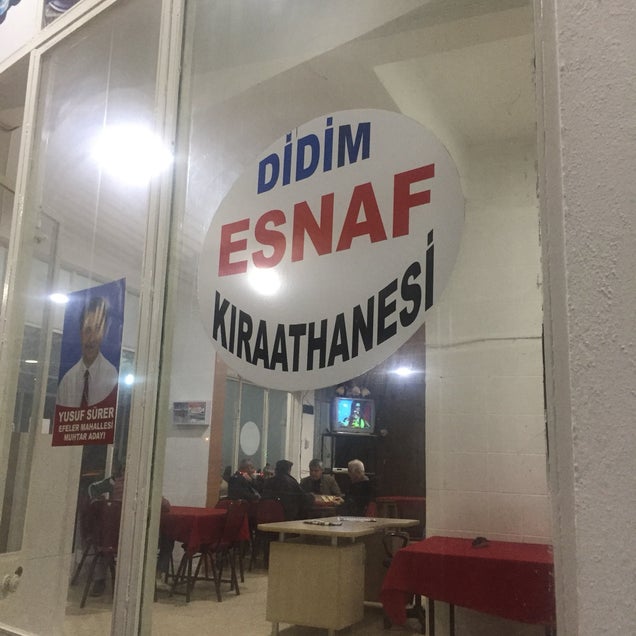 DİDİM
ESNAF
KIRAATHANESİ
YUSUF SÜRER
EFELER MAHALLESİ
MUHTAR ADAYI